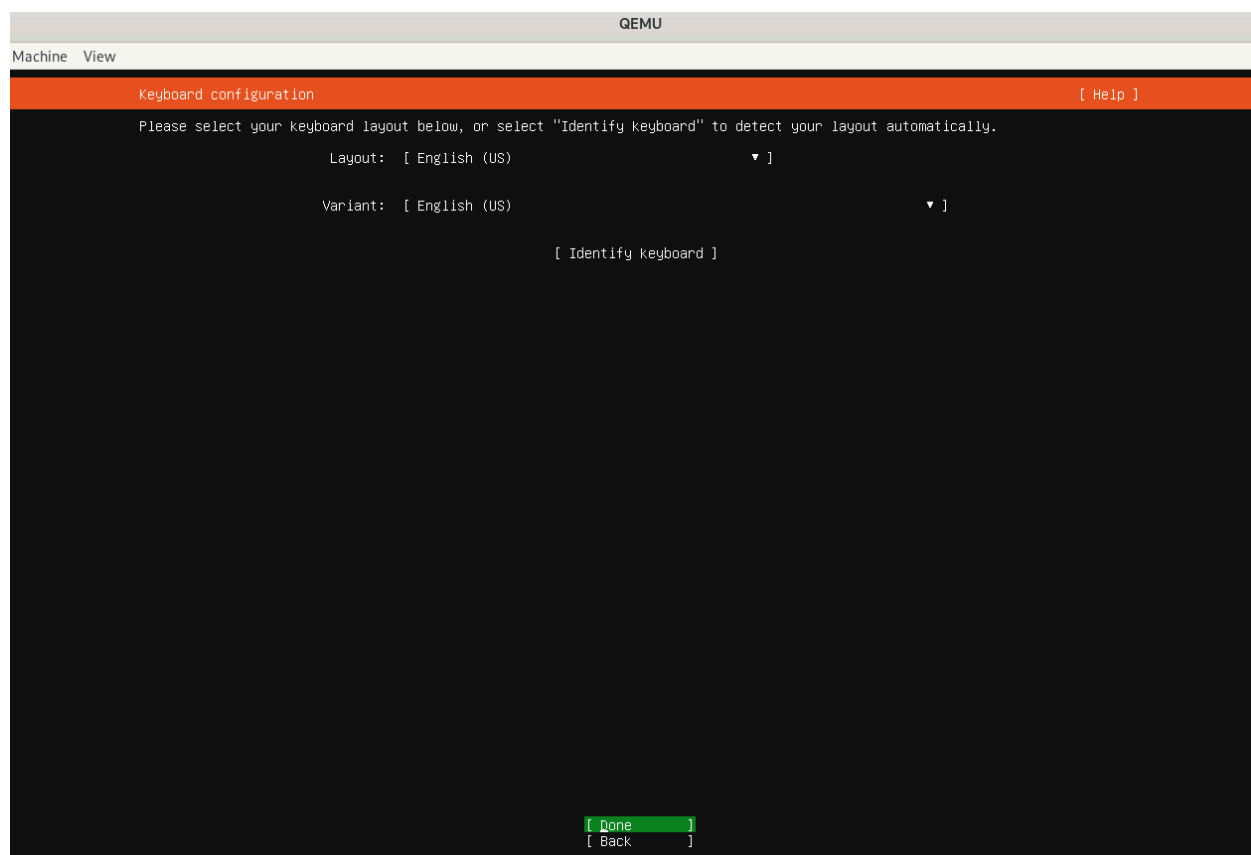 QEMU
Machine View
Keyboard configuration [ Help ]
Please select your keyboard layout below, or select "Identify keyboard" to detect your layout automatically.
Layout: [ English (US) ▾ ]
Variant: [ English (US) ▾ ]
[ Identify keyboard ]
[ Done ]
[ Back ]